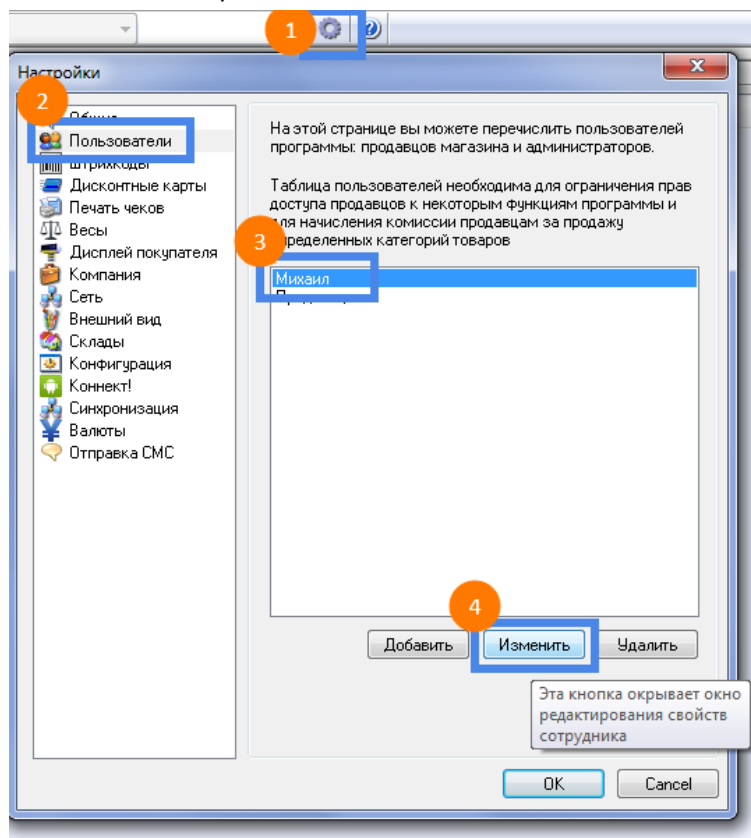 1
Настройки
2
Пользователи
Штрихкоды
Дисконтные карты
Печать чеков
Весы
Дисплей покупателя
Компания
Сеть
Внешний вид
Склады
Конфигурация
Коннект!
Синхронизация
Валюты
Отправка СМС
На этой странице вы можете перечислить пользователей
программы: продавцов магазина и администраторов.
Таблица пользователей необходима для ограничения прав
доступа продавцов к некоторым функциям программы и
для начисления комиссии продавцам за продажу
определенных категорий товаров
3
Михаил
4
Добавить
Изменить
Удалить
Эта кнопка окрывает окно
редактирования свойств
сотрудника
OK
Cancel